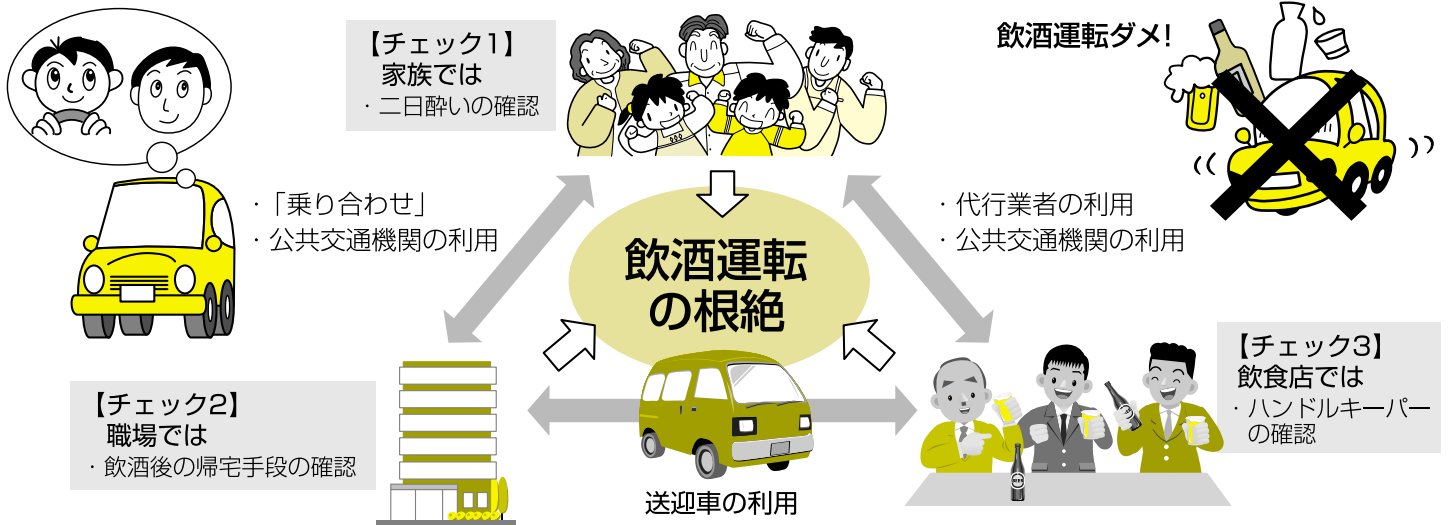 【チェック1】
家族では
・二日酔いの確認
飲酒運転ダメ!
・「乗り合わせ」
・公共交通機関の利用
・代行業者の利用
・公共交通機関の利用
飲酒運転
の根絶
【チェック2】
職場では
・飲酒後の帰宅手段の確認
送迎車の利用
【チェック3】
飲食店では
・ハンドルキーパー
の確認
BEER
BEER